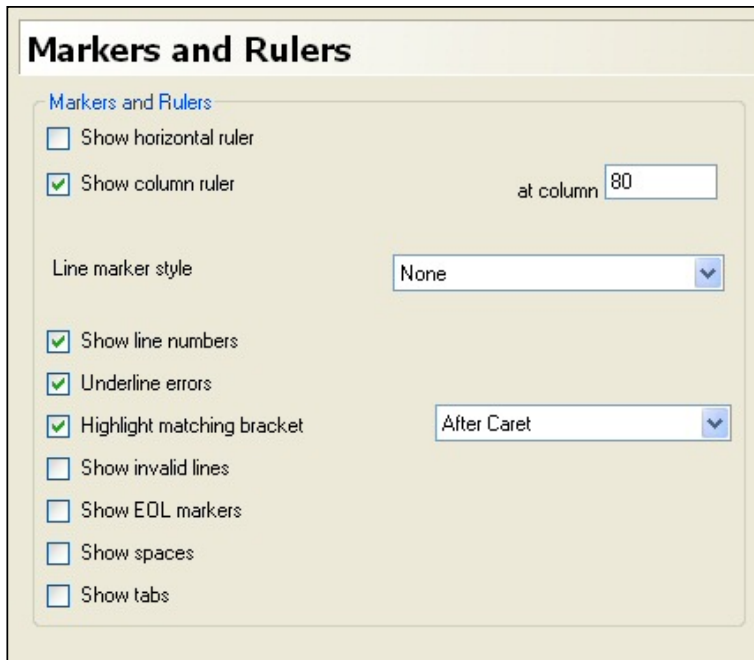 Markers and Rulers
Markers and Rulers
Show horizontal ruler
Show column ruler at column 80
Line marker style None
Show line numbers
Underline errors
Highlight matching bracket After Caret
Show invalid lines
Show EOL markers
Show spaces
Show tabs